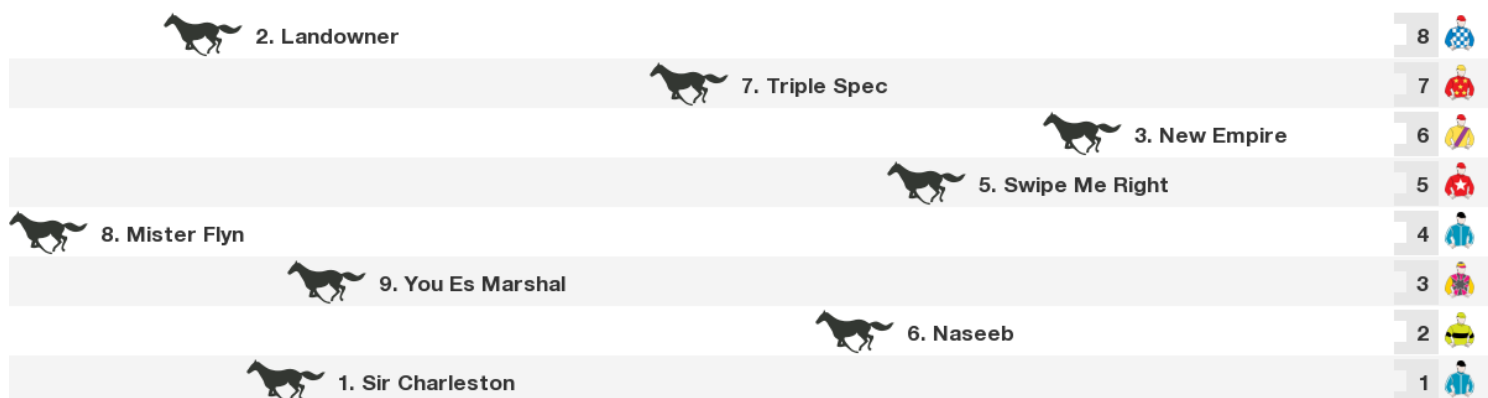 2. Landowner 8
7. Triple Spec 7
3. New Empire 6
5. Swipe Me Right 5
8. Mister Flyn 4
9. You Es Marshal 3
6. Naseeb 2
1. Sir Charleston 1